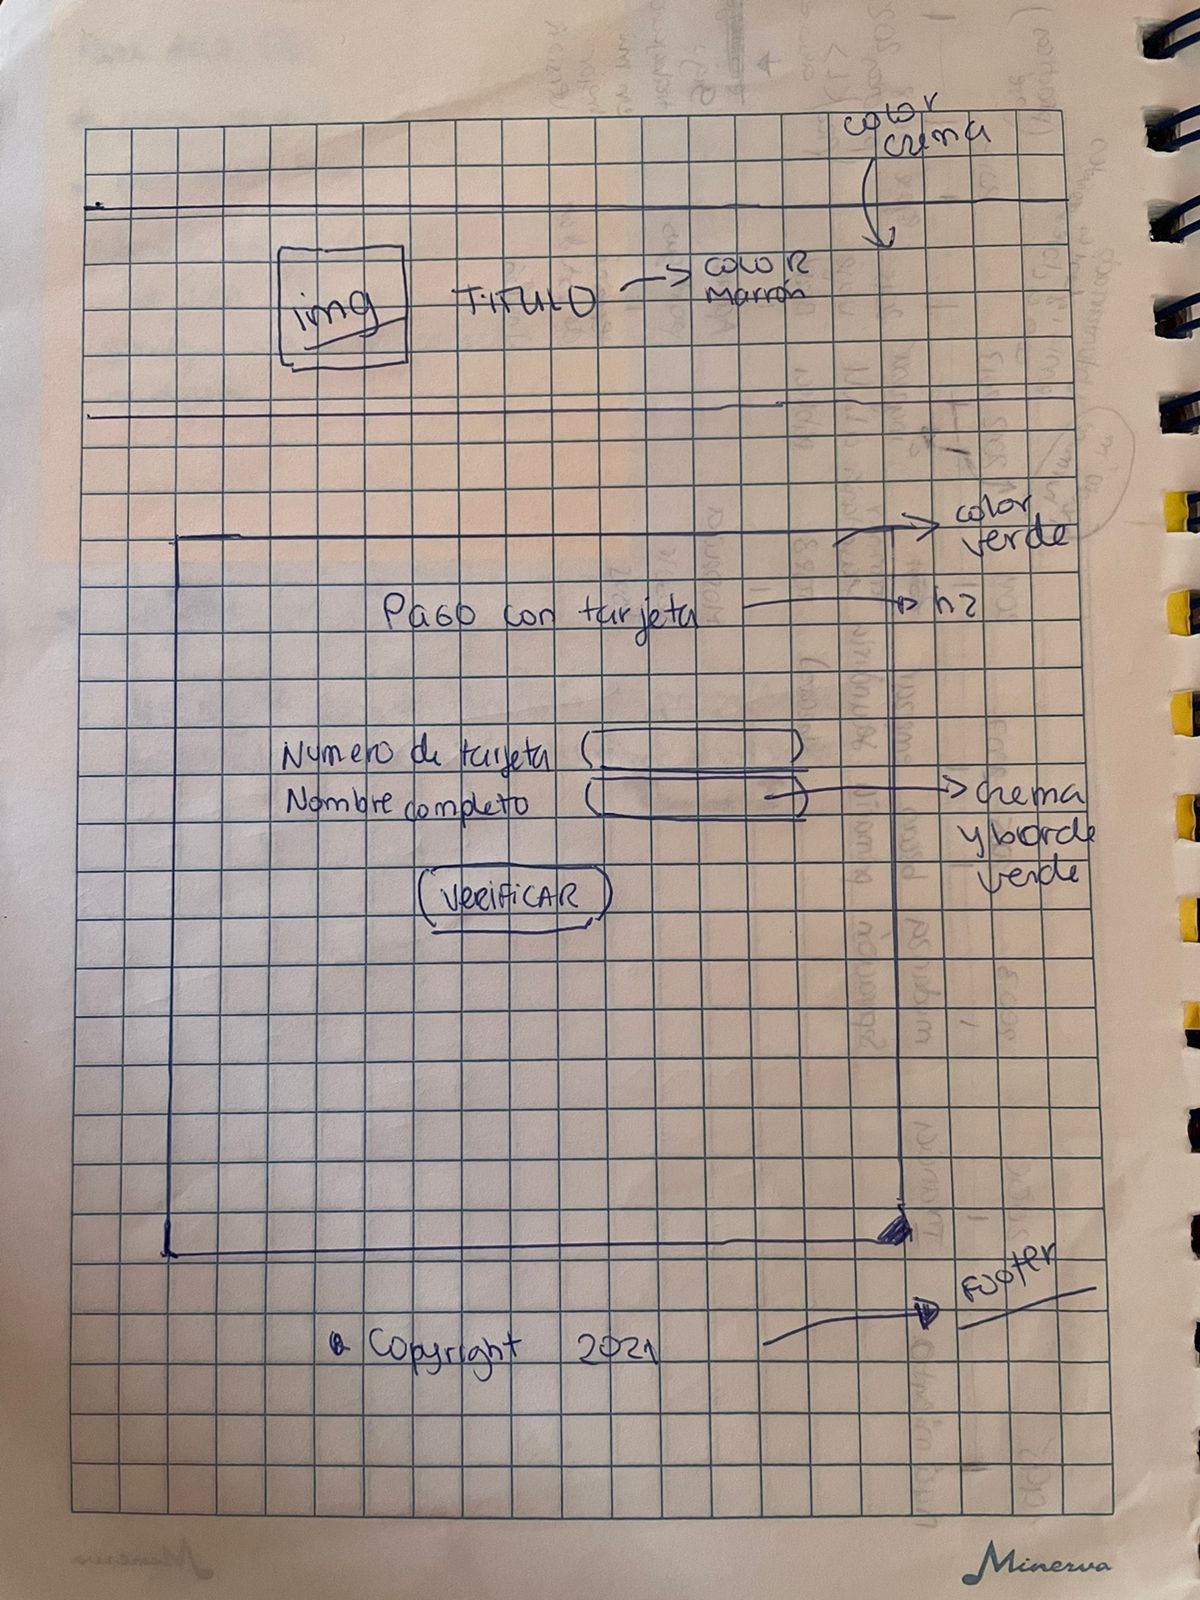 color
crema
img
TITULO
COLOR
marrón
color
verde
Pago con tarjeta
h2
Numero de tarjeta
Nombre completo
crema
y borde
verde
VERIFICAR
FOOTER
Copyright 2021
Minerva